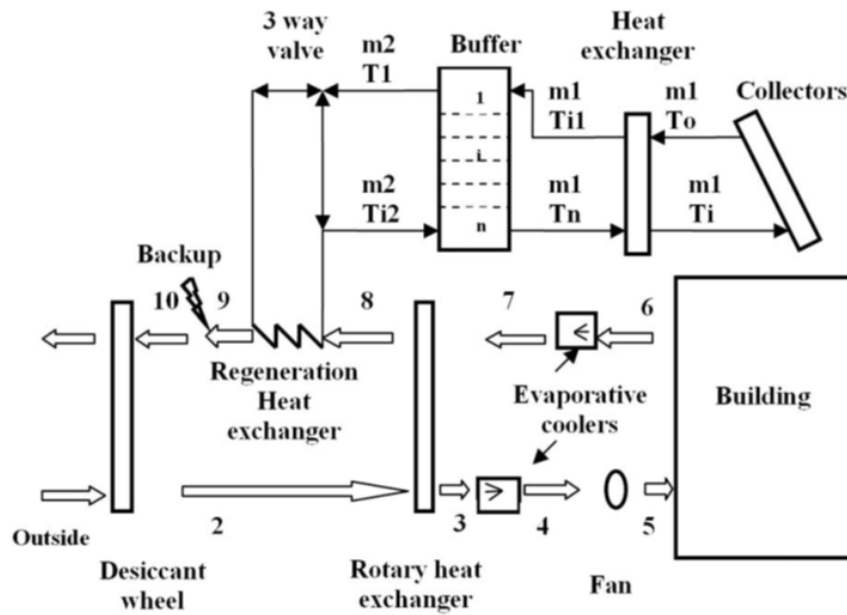 3 way
valve
m2
T1
Buffer
Heat
exchanger
m1
Ti1
m1
To
Collectors
1
i
n
m2
Ti2
m1
Tn
m1
Ti
Backup
10
9
8
7
6
Regeneration
Heat
exchanger
Evaporative
coolers
Building
Outside
2
3
4
5
Desiccant
wheel
Rotary heat
exchanger
Fan